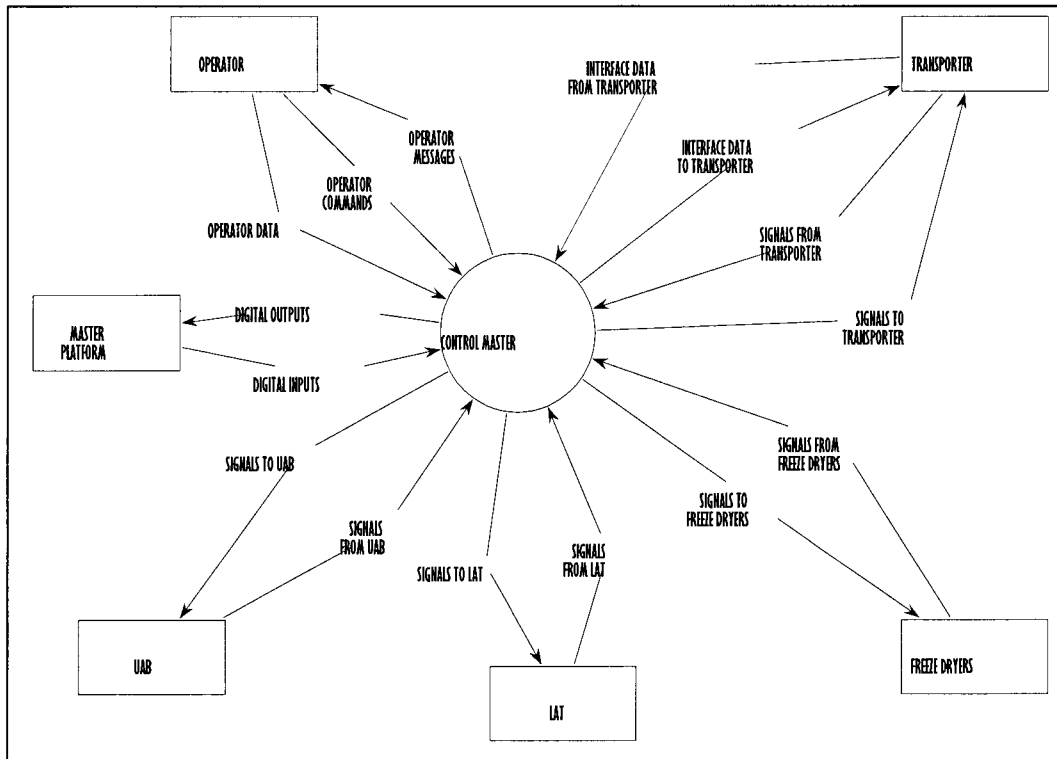 OPERATOR
TRANSPORTER
INTERFACE DATA
FROM TRANSPORTER
OPERATOR
MESSAGES
INTERFACE DATA
TO TRANSPORTER
OPERATOR
COMMANDS
OPERATOR DATA
SIGNALS FROM
TRANSPORTER
MASTER
PLATFORM
DIGITAL OUTPUTS
DIGITAL INPUTS
CONTROL MASTER
SIGNALS TO
TRANSPORTER
SIGNALS TO UAB
SIGNALS
FROM UAB
SIGNALS TO LAT
SIGNALS
FROM LAT
SIGNALS TO
FREEZE DRYERS
SIGNALS FROM
FREEZE DRYERS
UAB
LAT
FREEZE DRYERS